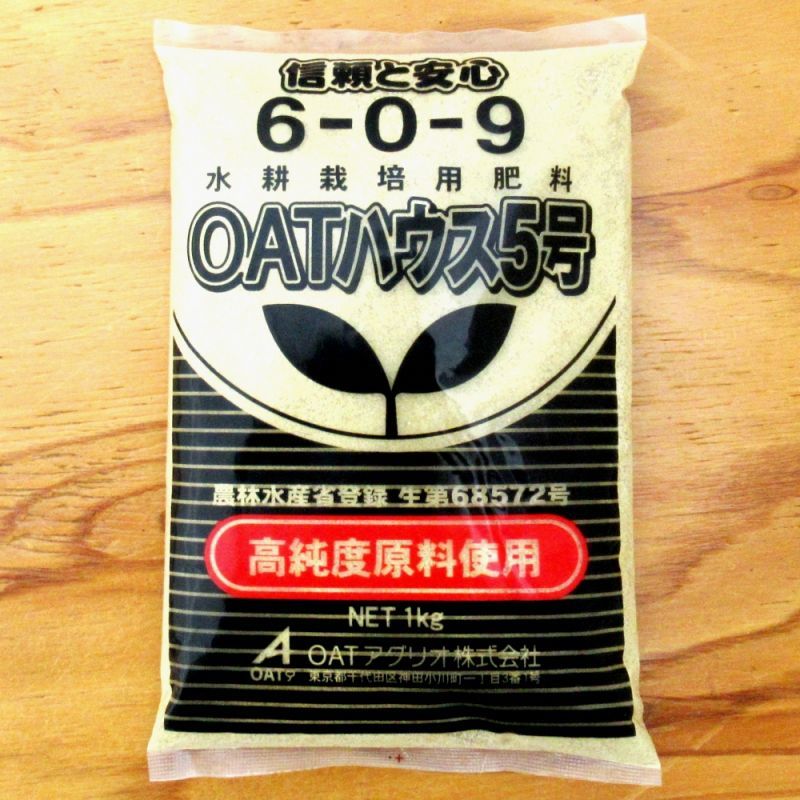 信頼と安心
6-0-9
水耕栽培用肥料
OATハウス5号
農林水産省登録 生第68572号
高純度原料使用
NET 1kg
OATアグリオ株式会社
OATｱ
東京都千代田区神田小川町一丁目3番1号